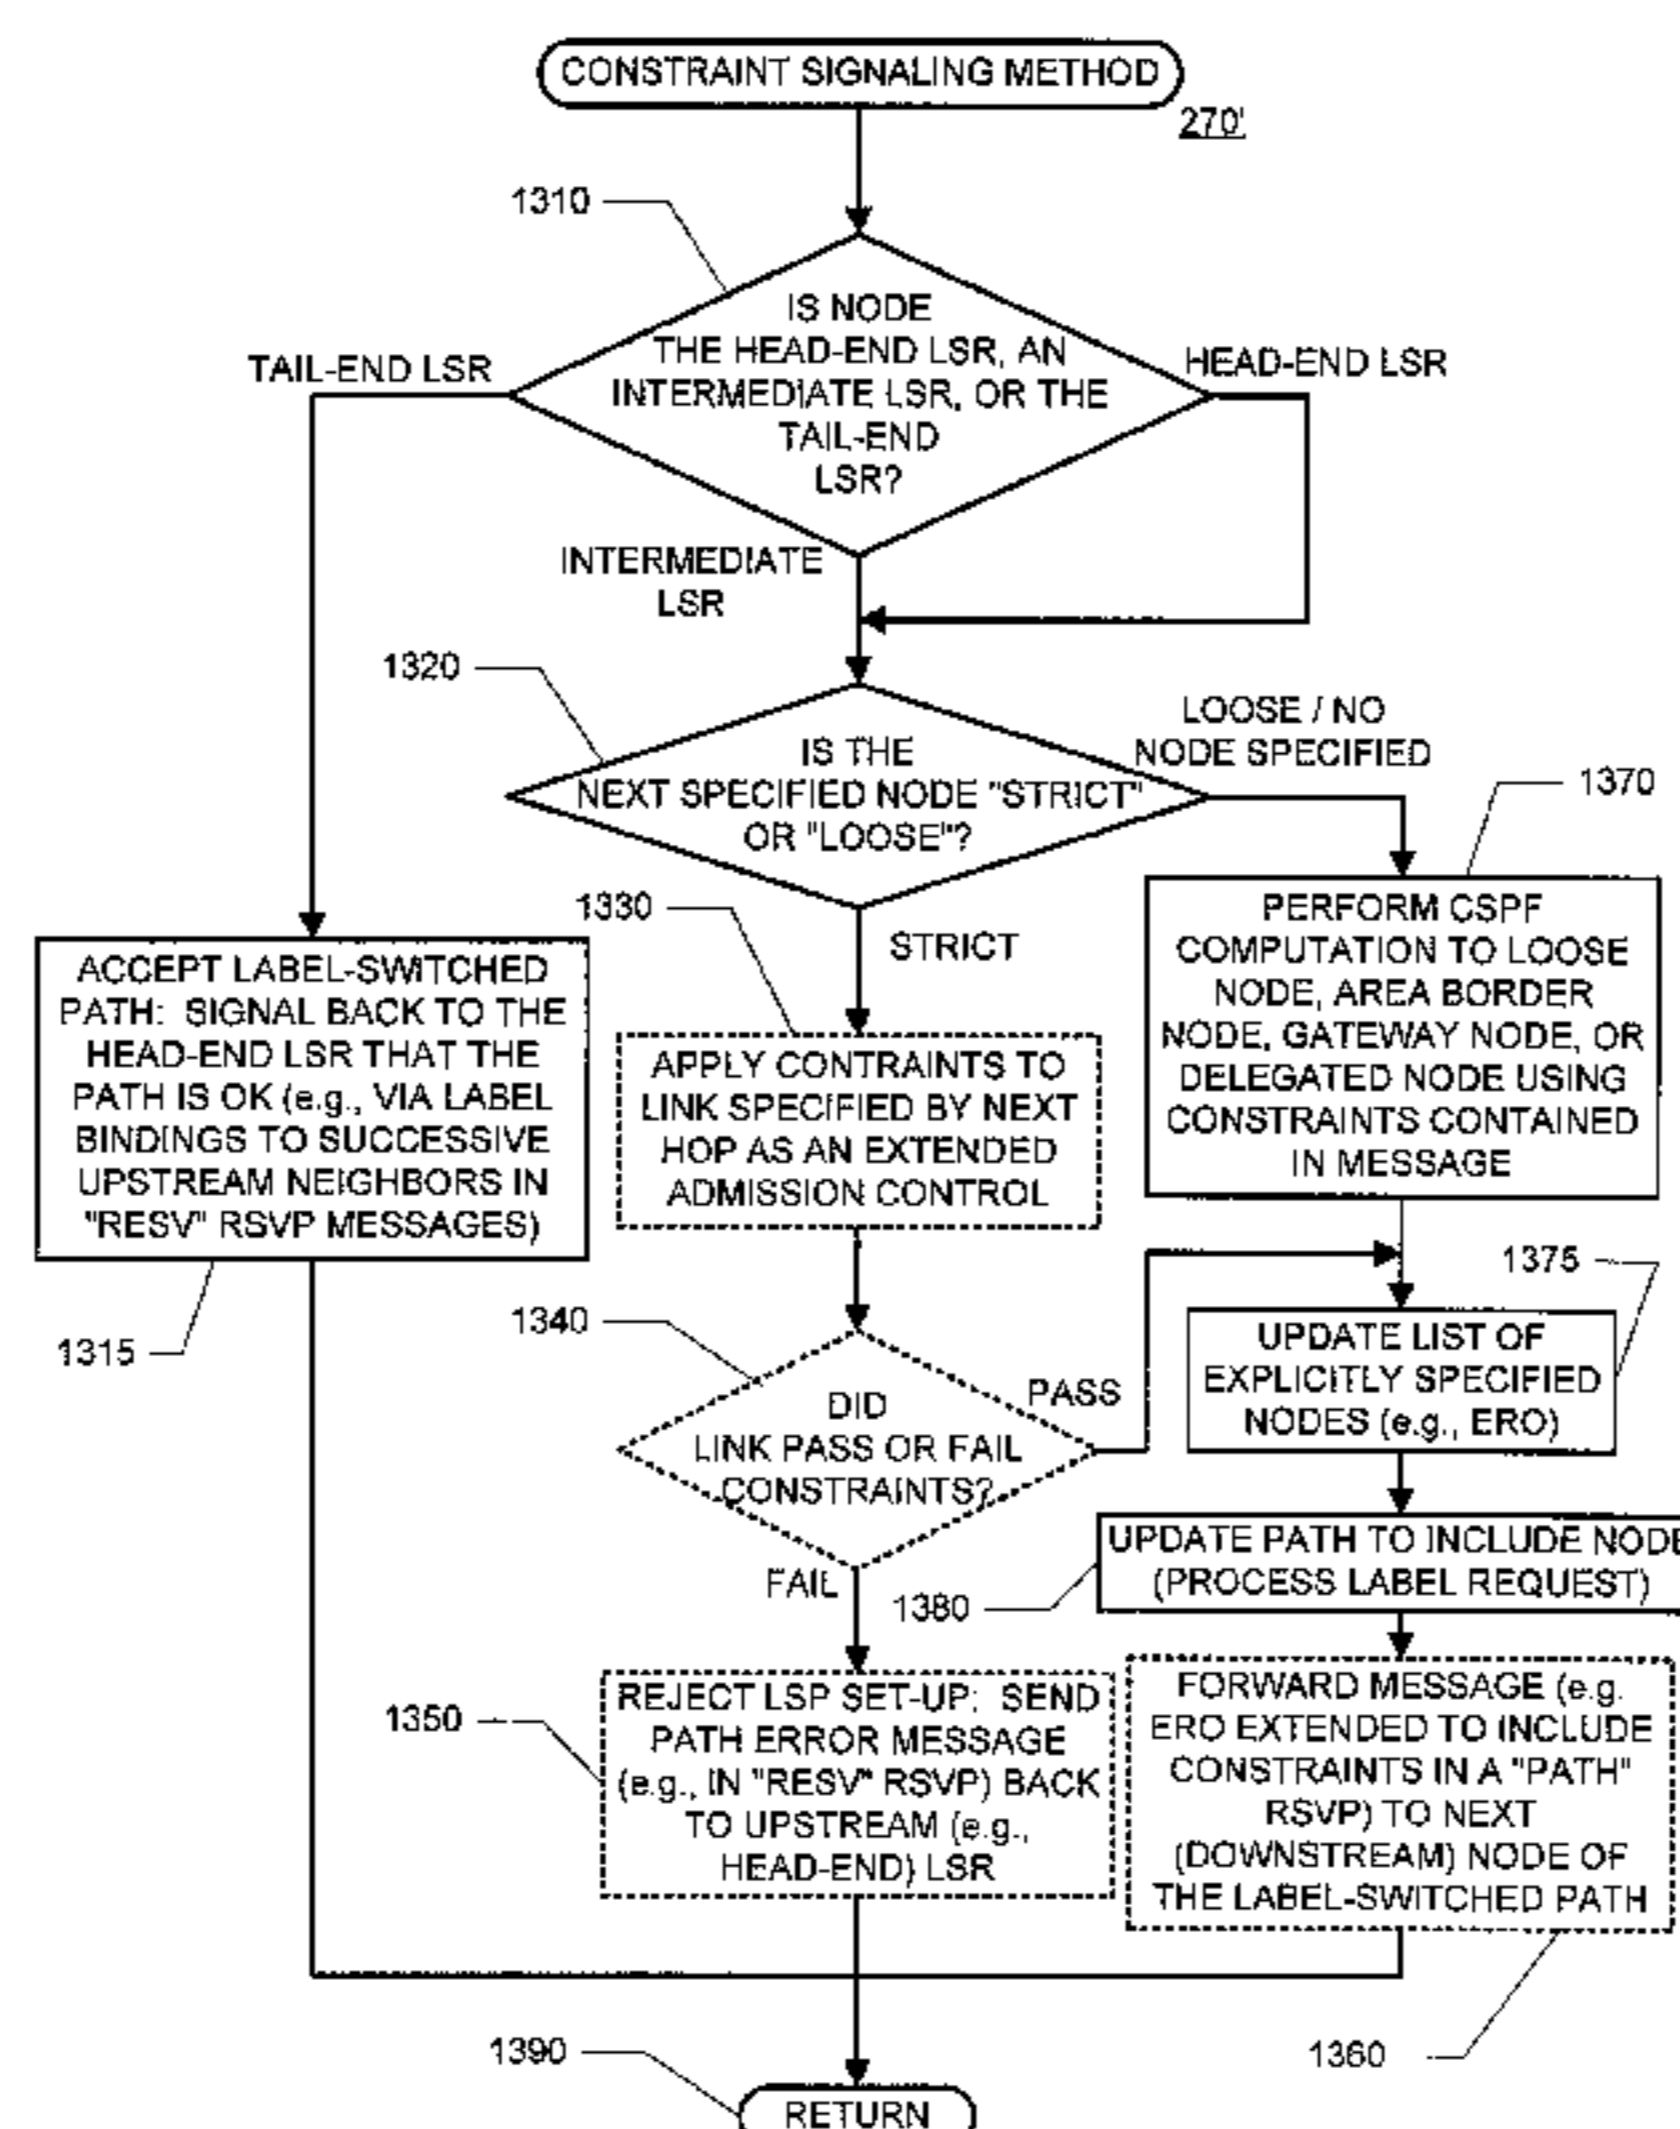 CONSTRAINT SIGNALING METHOD
270'
1310
IS NODE
THE HEAD-END LSR, AN
INTERMEDIATE LSR, OR THE
TAIL-END
LSR?
TAIL-END LSR
HEAD-END LSR
INTERMEDIATE
LSR
1320
IS THE
NEXT SPECIFIED NODE "STRICT"
OR "LOOSE"?
LOOSE / NO
NODE SPECIFIED
1370
STRICT
1330
PERFORM CSPF
COMPUTATION TO LOOSE
NODE, AREA BORDER
NODE, GATEWAY NODE, OR
DELEGATED NODE USING
CONSTRAINTS CONTAINED
IN MESSAGE
ACCEPT LABEL-SWITCHED
PATH: SIGNAL BACK TO THE
HEAD-END LSR THAT THE
PATH IS OK (e.g., VIA LABEL
BINDINGS TO SUCCESSIVE
UPSTREAM NEIGHBORS IN
"RESV" RSVP MESSAGES)
1315
APPLY CONTRAINTS TO
LINK SPECIFIED BY NEXT
HOP AS AN EXTENDED
ADMISSION CONTROL
1340
DID
LINK PASS OR FAIL
CONSTRAINTS?
PASS
FAIL
1375
UPDATE LIST OF
EXPLICITLY SPECIFIED
NODES (e.g., ERO)
1380
UPDATE PATH TO INCLUDE NODE
(PROCESS LABEL REQUEST)
1350
REJECT LSP SET-UP; SEND
PATH ERROR MESSAGE
(e.g., IN "RESV" RSVP) BACK
TO UPSTREAM (e.g.,
HEAD-END) LSR
FORWARD MESSAGE (e.g.
ERO EXTENDED TO INCLUDE
CONSTRAINTS IN A "PATH"
RSVP) TO NEXT
(DOWNSTREAM) NODE OF
THE LABEL-SWITCHED PATH
1360
1390
RETURN